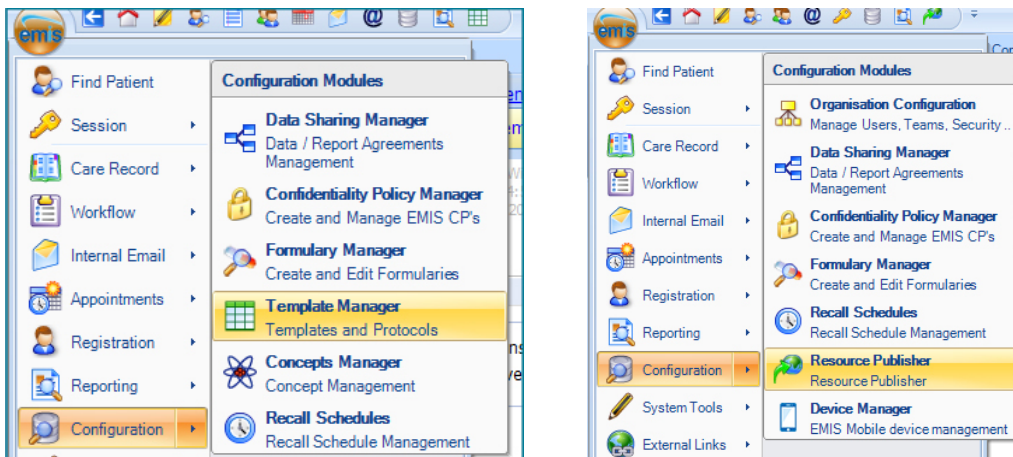 emis
Find Patient
Session
Care Record
Workflow
Internal Email
Appointments
Registration
Reporting
Configuration
Configuration Modules
Data Sharing Manager
Data / Report Agreements
Management
Confidentiality Policy Manager
Create and Manage EMIS CP's
Formulary Manager
Create and Edit Formularies
Template Manager
Templates and Protocols
Concepts Manager
Concept Management
Recall Schedules
Recall Schedule Management
emis
Find Patient
Session
Care Record
Workflow
Internal Email
Appointments
Registration
Reporting
Configuration
System Tools
External Links
Configuration Modules
Organisation Configuration
Manage Users, Teams, Security ..
Data Sharing Manager
Data / Report Agreements
Management
Confidentiality Policy Manager
Create and Manage EMIS CP's
Formulary Manager
Create and Edit Formularies
Recall Schedules
Recall Schedule Management
Resource Publisher
Resource Publisher
Device Manager
EMIS Mobile device management